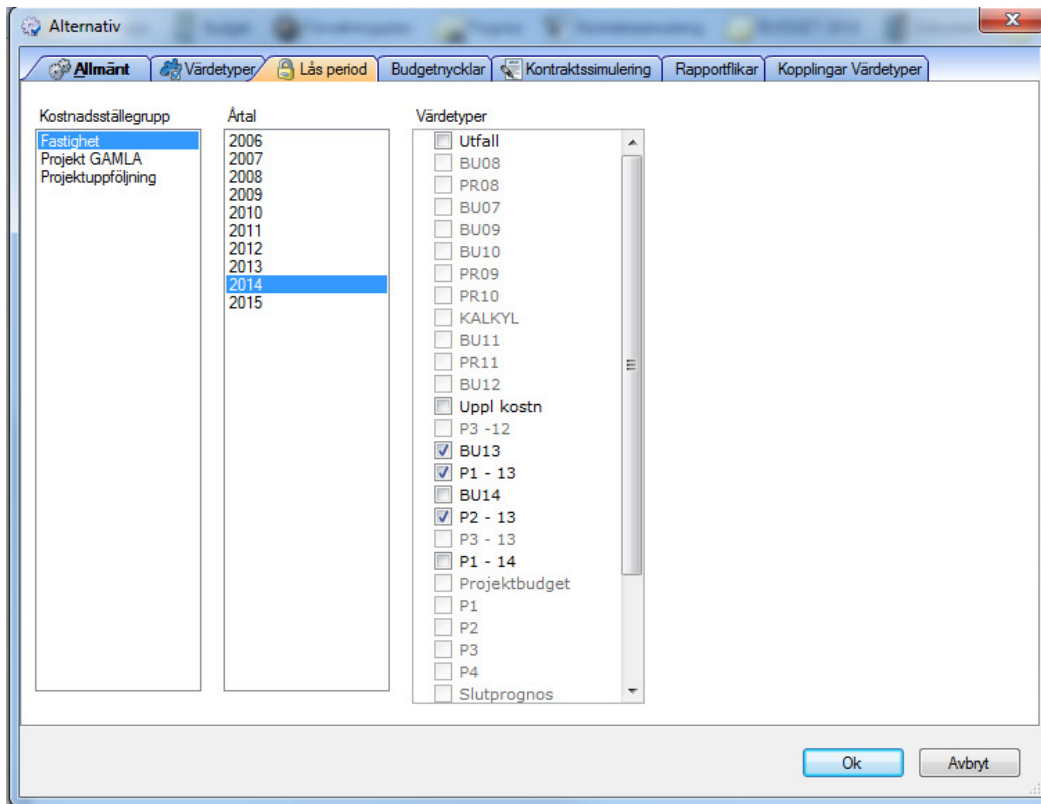 Alternativ
Allmänt Värdetyper Lås period Budgetnycklar Kontraktssimulering Rapportflikar Kopplingar Värdetyper
Kostnadsställegrupp
Fastighet
Projekt GAMLA
Projektuppföljning
Årtal
2006
2007
2008
2009
2010
2011
2012
2013
2014
2015
Värdetyper
Utfall
BU08
PR08
BU07
BU09
BU10
PR09
PR10
KALKYL
BU11
PR11
BU12
Uppl kostn
P3 -12
BU13
P1 - 13
BU14
P2 - 13
P3 - 13
P1 - 14
Projektbudget
P1
P2
P3
P4
Slutprognos
Ok Avbryt